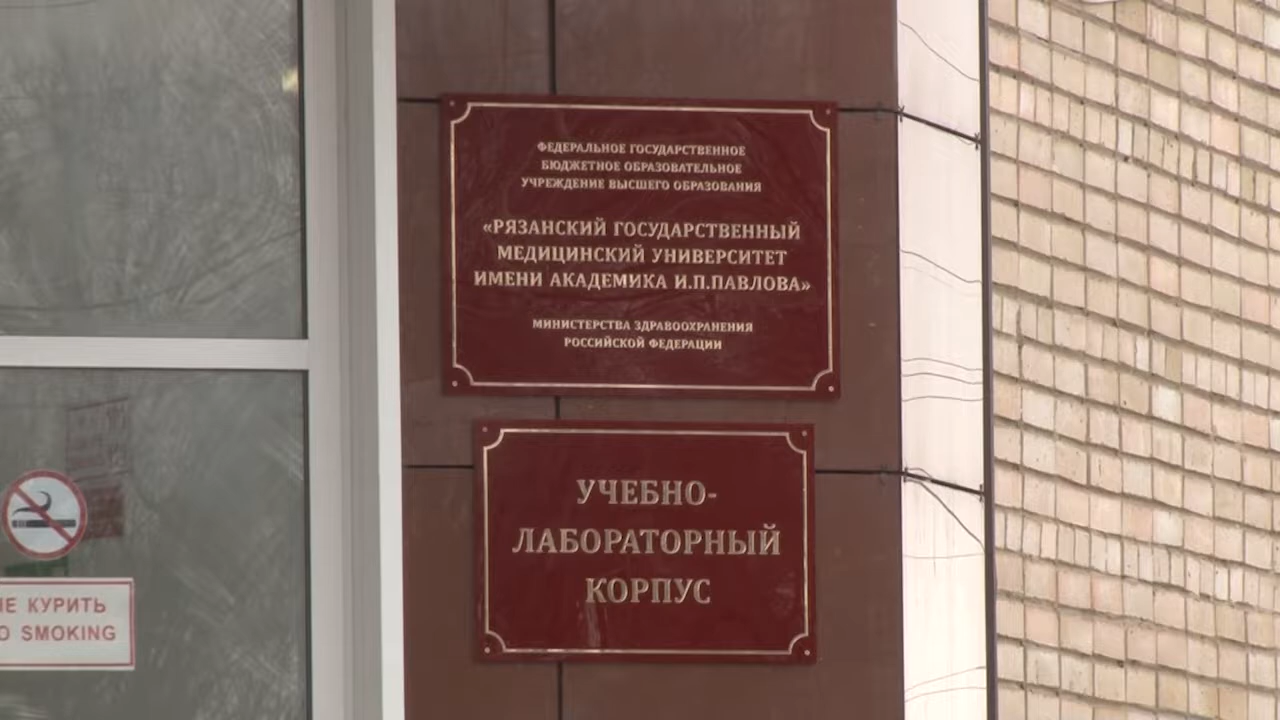 ФЕДЕРАЛЬНОЕ ГОСУДАРСТВЕННОЕ
БЮДЖЕТНОЕ ОБРАЗОВАТЕЛЬНОЕ
УЧРЕЖДЕНИЕ ВЫСШЕГО ОБРАЗОВАНИЯ
«РЯЗАНСКИЙ ГОСУДАРСТВЕННЫЙ
МЕДИЦИНСКИЙ УНИВЕРСИТЕТ
ИМЕНИ АКАДЕМИКА И.П.ПАВЛОВА»
МИНИСТЕРСТВА ЗДРАВООХРАНЕНИЯ
РОССИЙСКОЙ ФЕДЕРАЦИИ
УЧЕБНО-
ЛАБОРАТОРНЫЙ
КОРПУС
НЕ КУРИТЬ
O SMOKING